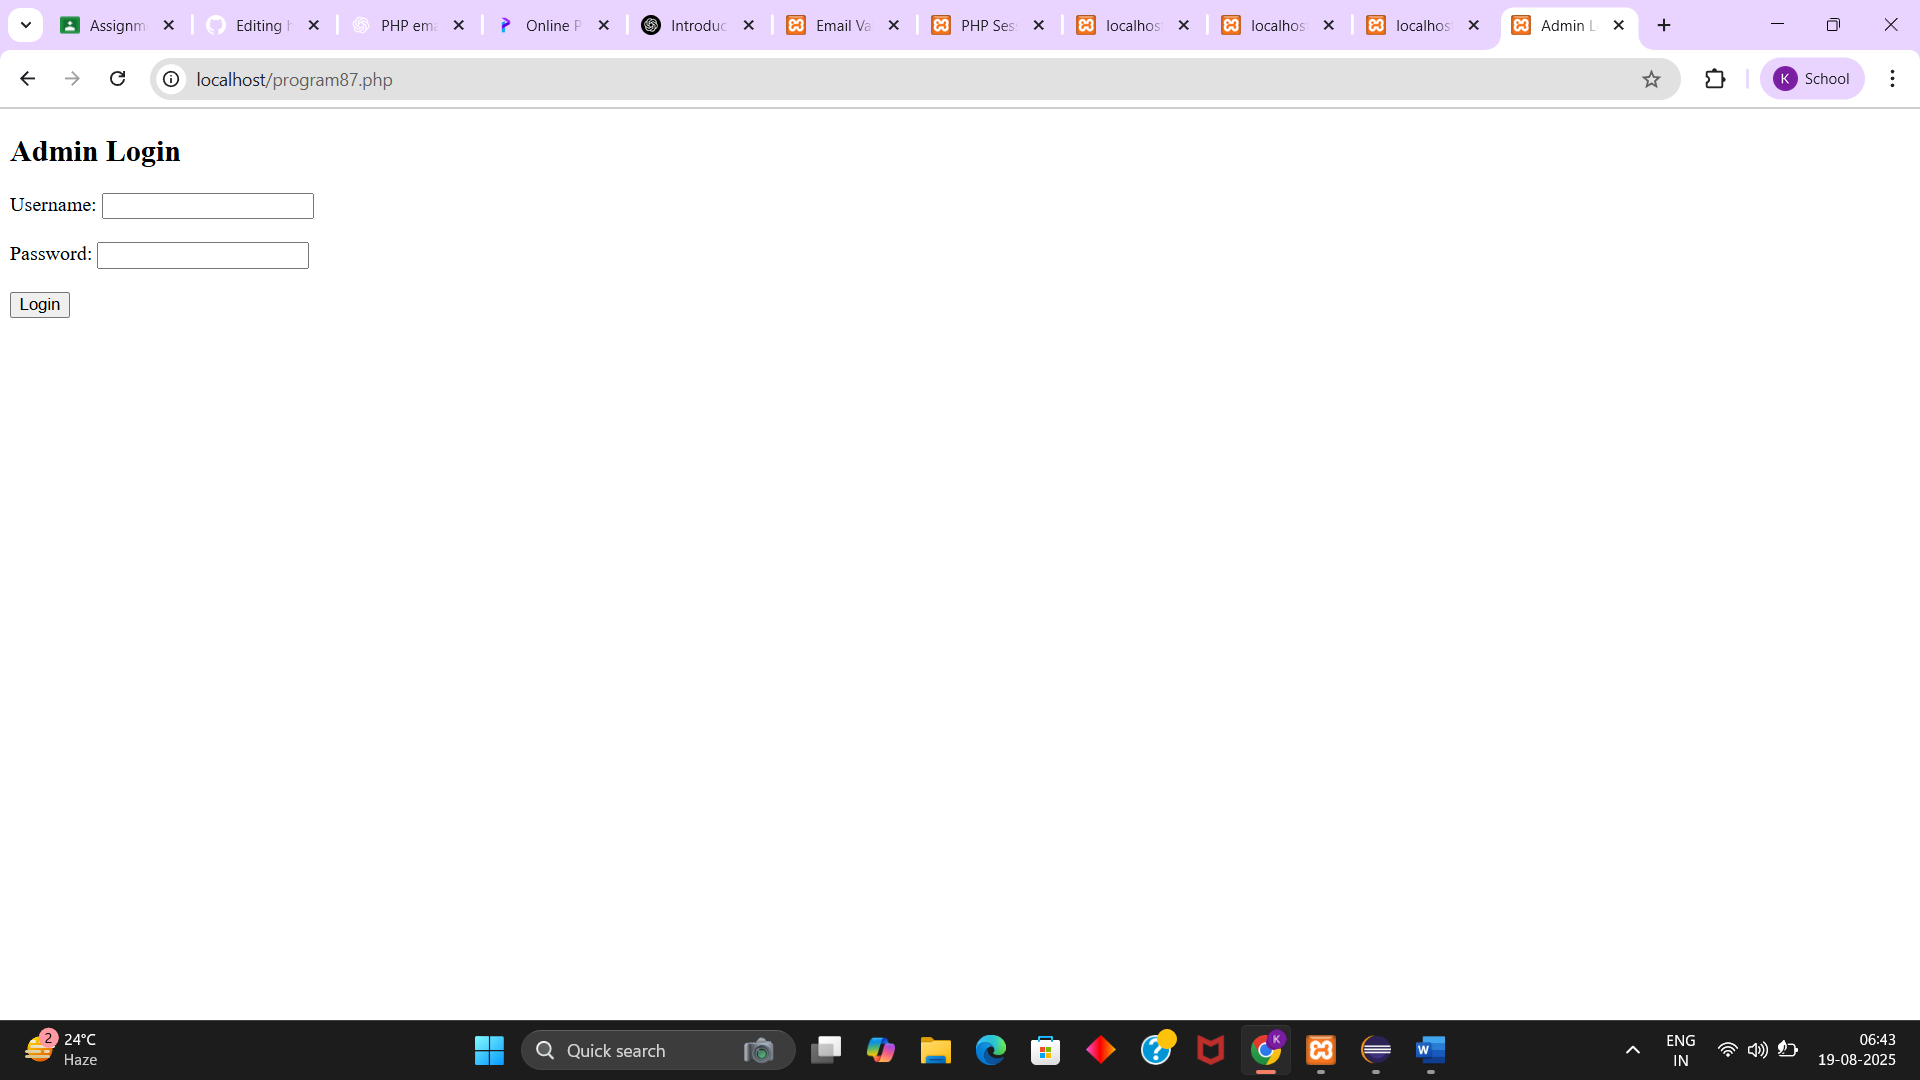 Assignm
Editing h
PHP ema
Online P
Introduc
Email Va
PHP Ses
localhos
localhos
localhos
Admin L
localhost/program87.php
K
School
Admin Login
Username:
Password:
Login
2
24°C
Haze
Quick search
K
W
ENG
IN
06:43
19-08-2025